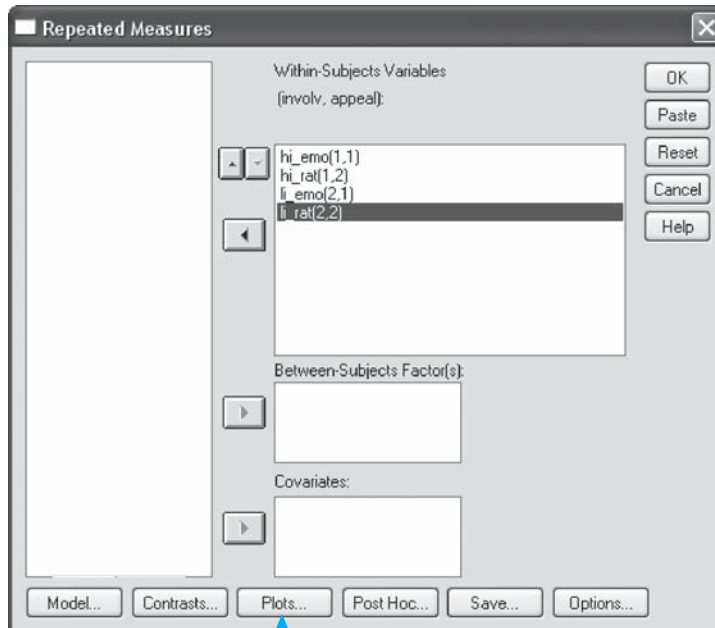 Repeated Measures
Within-Subjects Variables
(involv, appeal):
hi_emo(1,1)
hi_rat(1,2)
li_emo(2,1)
li_rat(2,2)
OK
Paste
Reset
Cancel
Help
Between-Subjects Factor(s):
Covariates:
Model... Contrasts... Plots... Post Hoc... Save... Options...